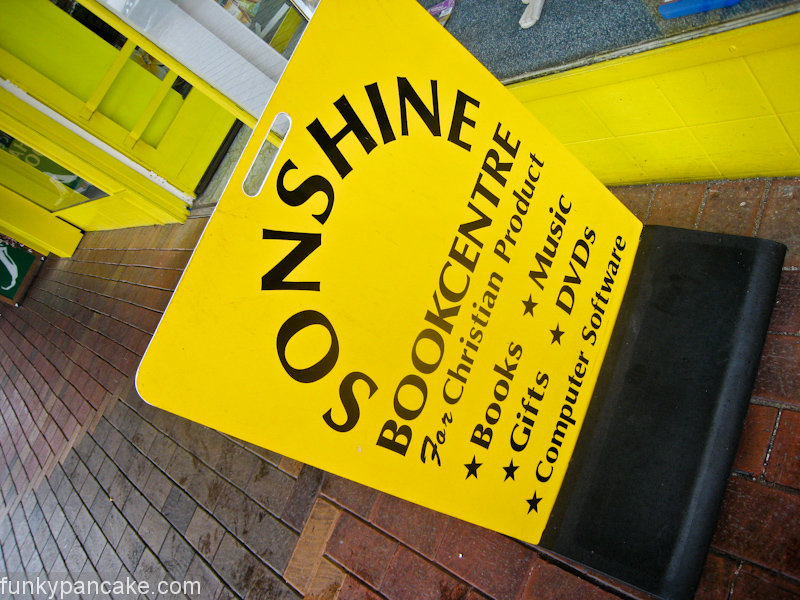 SONSHINE
BOOKCENTRE
For Christian Product
★ Books ★ Music
★ Gifts ★ DVDs
★ Computer Software
funkypancake.com